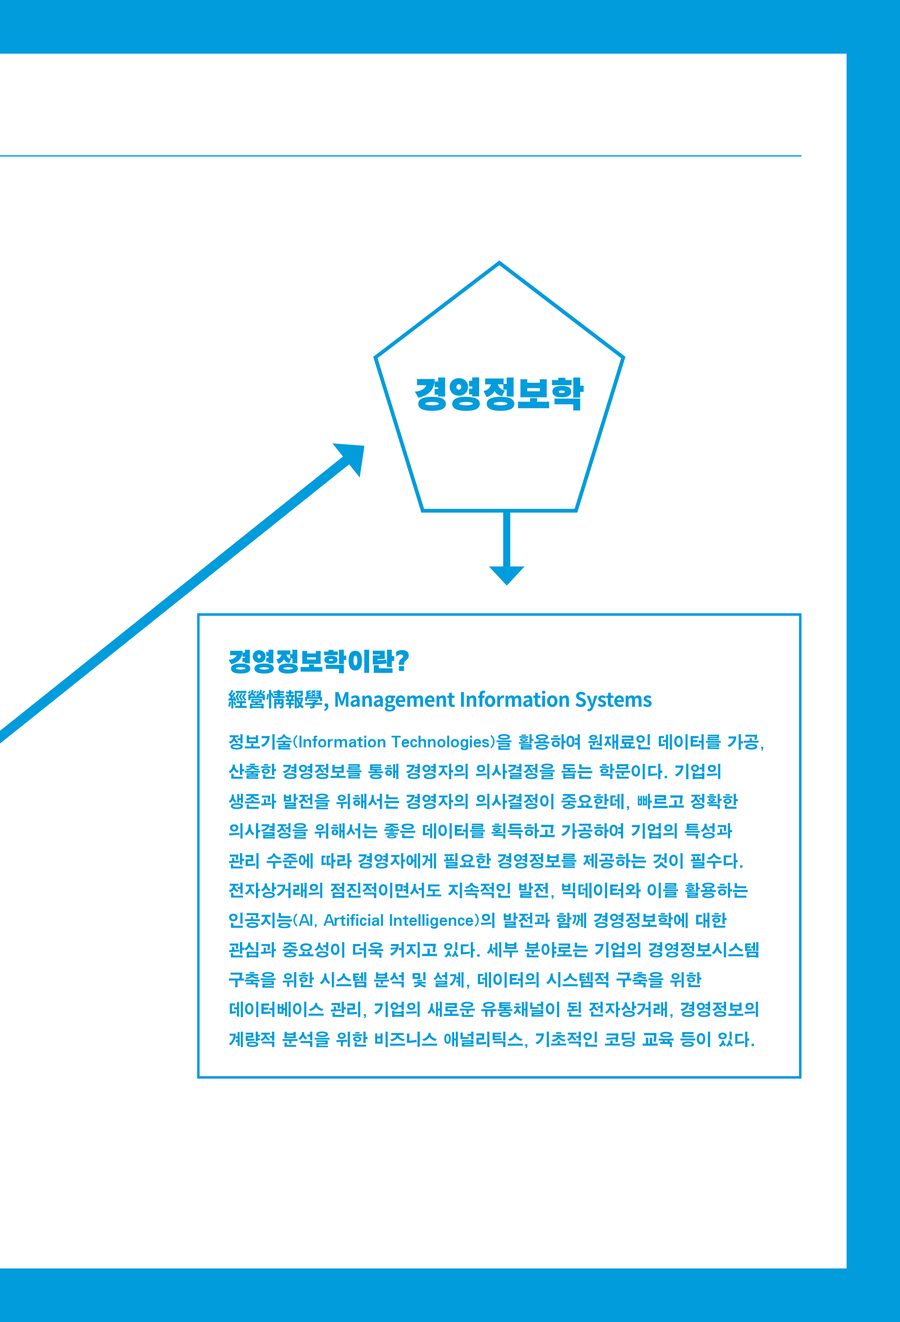 경영정보학
경영정보학이란?
經營情報學, Management Information Systems
정보기술(Information Technologies)을 활용하여 원재료인 데이터를 가공,
산출한 경영정보를 통해 경영자의 의사결정을 돕는 학문이다. 기업의
생존과 발전을 위해서는 경영자의 의사결정이 중요한데, 빠르고 정확한
의사결정을 위해서는 좋은 데이터를 획득하고 가공하여 기업의 특성과
관리 수준에 따라 경영자에게 필요한 경영정보를 제공하는 것이 필수다.
전자상거래의 점진적이면서도 지속적인 발전, 빅데이터와 이를 활용하는
인공지능(AI, Artificial Intelligence)의 발전과 함께 경영정보학에 대한
관심과 중요성이 더욱 커지고 있다. 세부 분야로는 기업의 경영정보시스템
구축을 위한 시스템 분석 및 설계, 데이터의 시스템적 구축을 위한
데이터베이스 관리, 기업의 새로운 유통채널이 된 전자상거래, 경영정보의
계량적 분석을 위한 비즈니스 애널리틱스, 기초적인 코딩 교육 등이 있다.